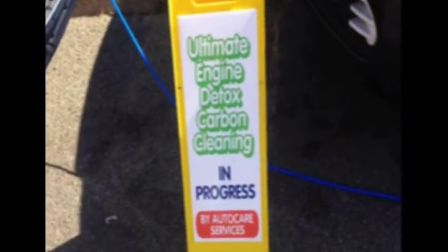 Ultimate
Engine
Detox
Carbon
Cleaning
IN
PROGRESS
BY AUTOCARE
SERVICES